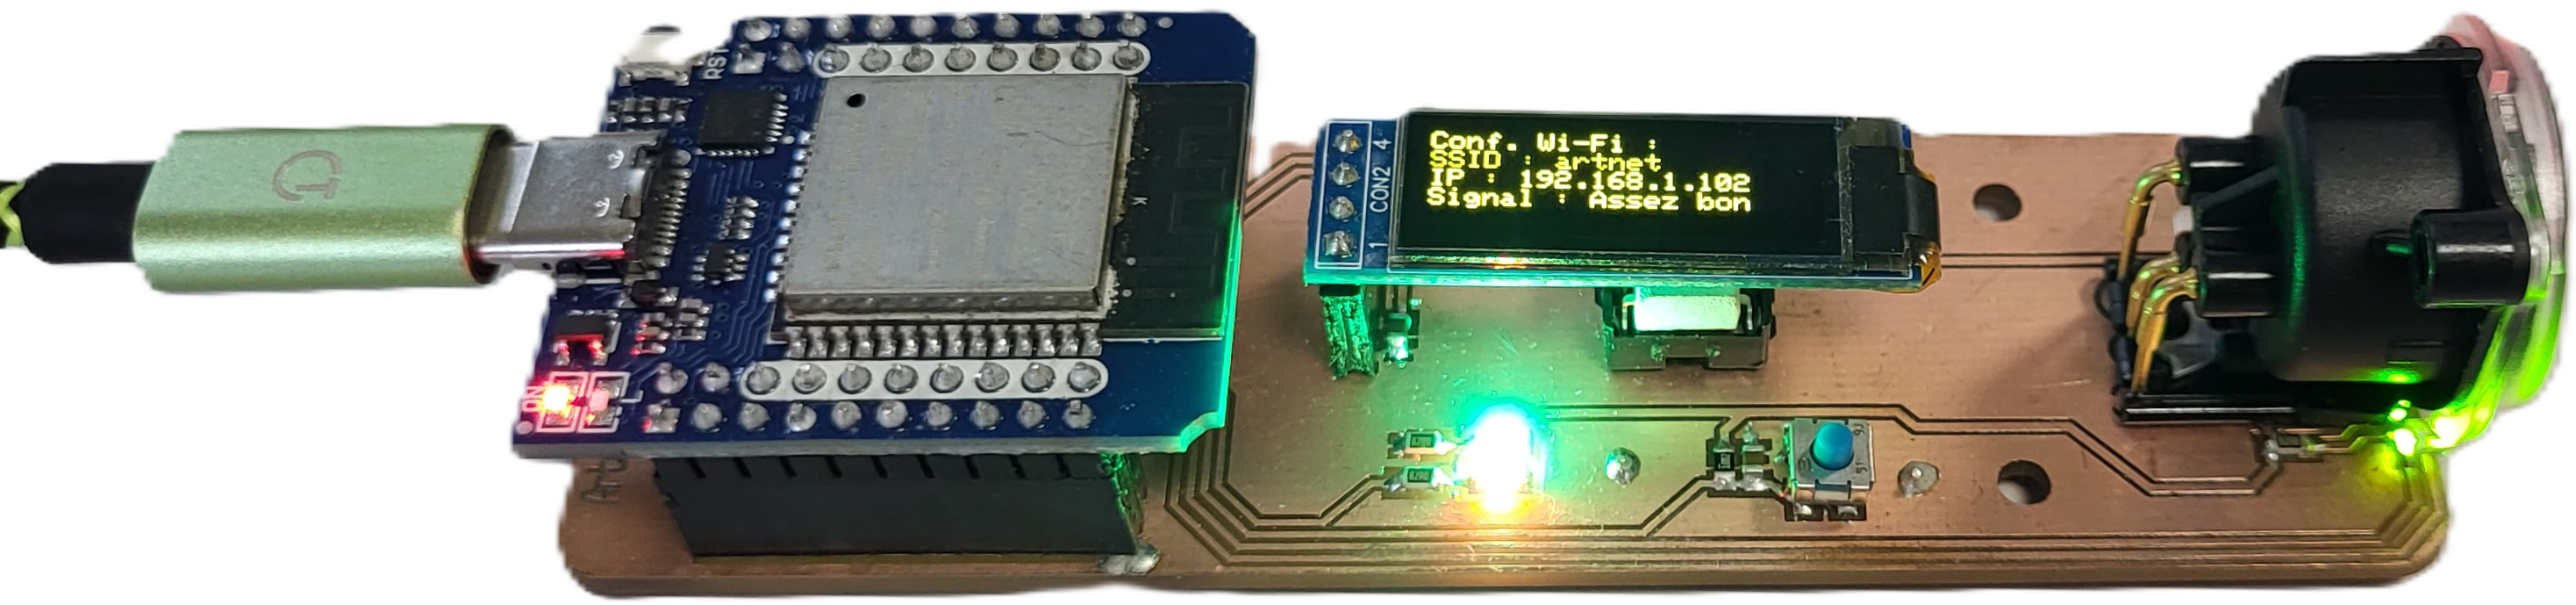 RST
Conf. Wi-Fi :
SSID : artnet
IP : 192.168.1.102
Signal : Assez bon
1 CON2 4